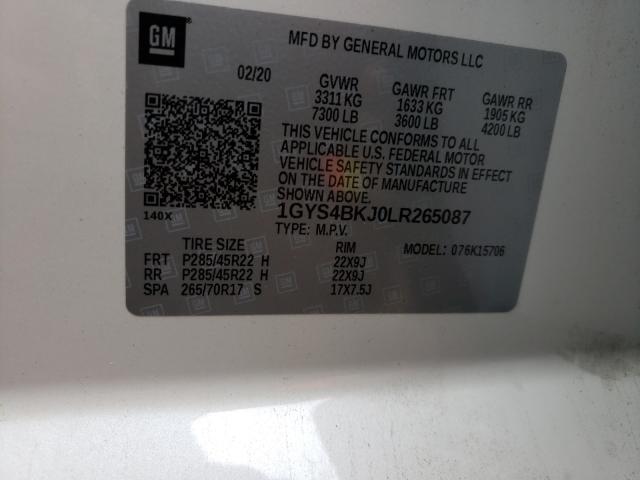 GM
MFD BY GENERAL MOTORS LLC
02/20
GVWR GAWR FRT GAWR RR
3311 KG 1633 KG 1905 KG
7300 LB 3600 LB 4200 LB
THIS VEHICLE CONFORMS TO ALL
APPLICABLE U.S. FEDERAL MOTOR
VEHICLE SAFETY STANDARDS IN EFFECT
ON THE DATE OF MANUFACTURE
SHOWN ABOVE.
140X
1GYS4BKJ0LR265087
TYPE: M.P.V.
MODEL: 076K15706
TIRE SIZE RIM
FRT P285/45R22 H 22X9J
RR P285/45R22 H 22X9J
SPA 265/70R17 S 17X7.5J